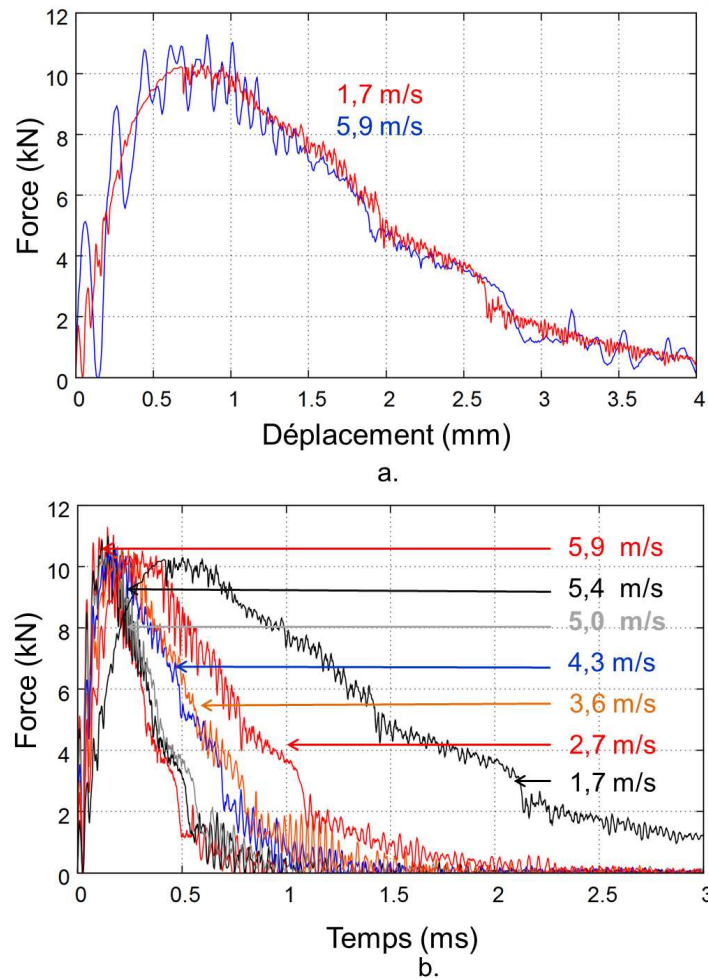 12
10
8
6
4
2
0
Force (kN)
1,7 m/s
5,9 m/s
0 0.5 1 1.5 2 2.5 3 3.5 4
Déplacement (mm)
a.
12
10
8
6
4
2
0
Force (kN)
5,9 m/s
5,4 m/s
5,0 m/s
4,3 m/s
3,6 m/s
2,7 m/s
1,7 m/s
0 0.5 1 1.5 2 2.5 3
Temps (ms)
b.